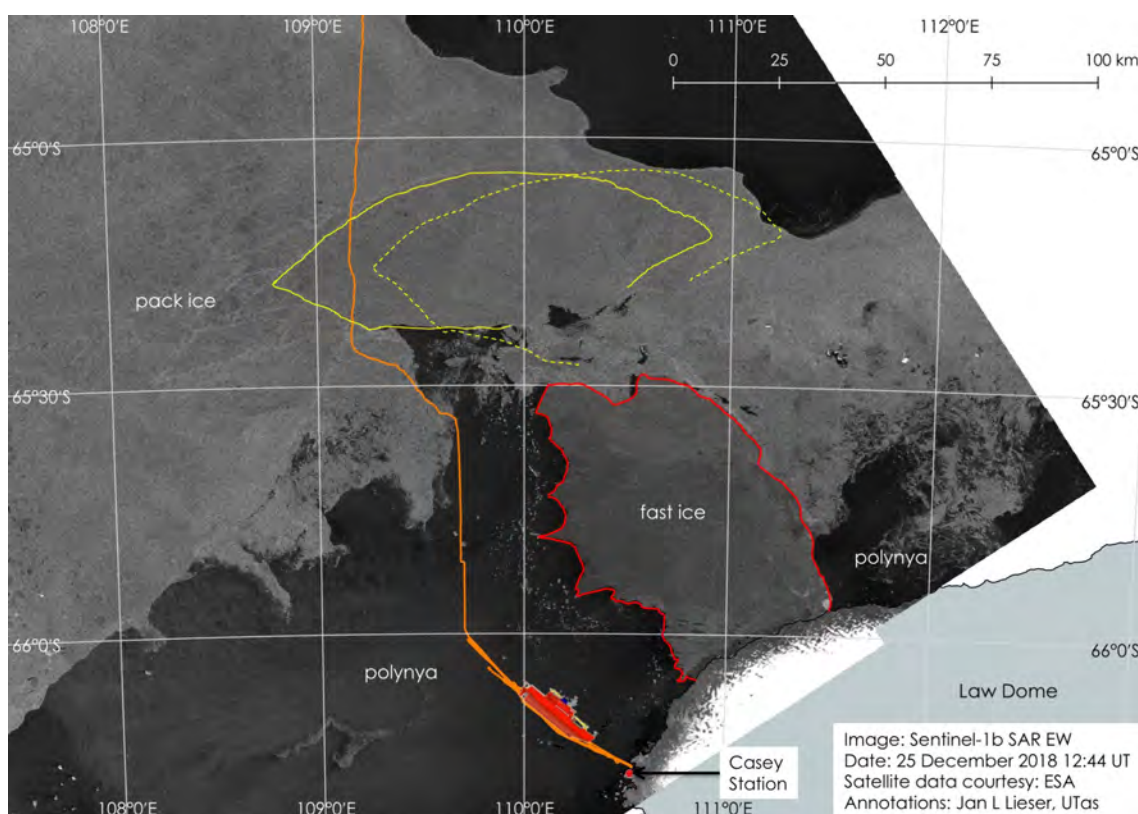 108°0'E 109°0'E 110°0'E 111°0'E 112°0'E
0 25 50 75 100 km
65°0'S 65°0'S
pack ice
65°30'S 65°30'S
fast ice
polynya
66°0'S 66°0'S
polynya
Law Dome
Casey
Station
Image: Sentinel-1b SAR EW
Date: 25 December 2018 12:44 UT
Satellite data courtesy: ESA
Annotations: Jan L Lieser, UTas
108°0'E 109°0'E 110°0'E 111°0'E